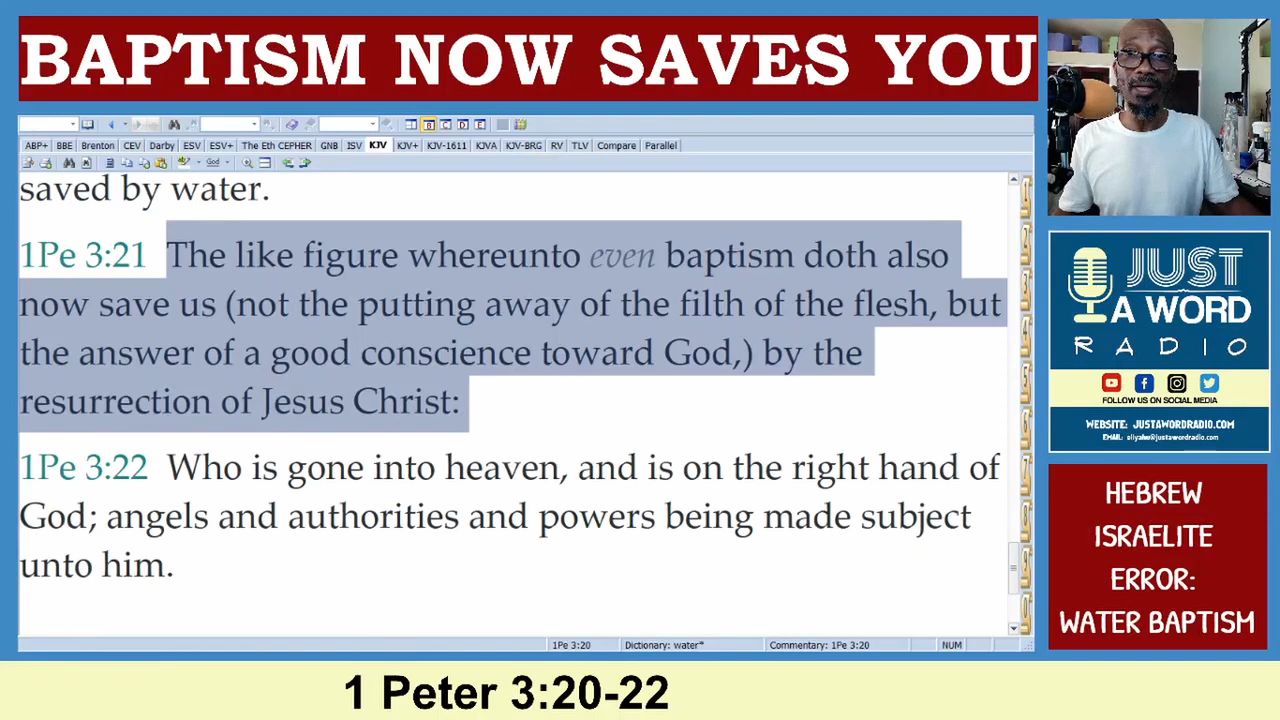 BAPTISM NOW SAVES YOU
ABP+ BBE Brenton CEV Darby ESV ESV+ The Eth CEPHER GNB ISV KJV KJV+ KJV-1611 KJVA KJV-BRG RV TLV Compare Parallel
saved by water.
1Pe 3:21 The like figure whereunto even baptism doth also
now save us (not the putting away of the filth of the flesh, but
the answer of a good conscience toward God,) by the
resurrection of Jesus Christ:
1Pe 3:22 Who is gone into heaven, and is on the right hand of
God; angels and authorities and powers being made subject
unto him.
1Pe 3:20 Dictionary: water* Commentary: 1Pe 3:20 NUM
1 Peter 3:20-22
JUST
A WORD
RADIO
FOLLOW US ON SOCIAL MEDIA
WEBSITE: JUSTAWORDRADIO.COM
EMAIL: eliyahu@justawordradio.com
HEBREW
ISRAELITE
ERROR:
WATER BAPTISM